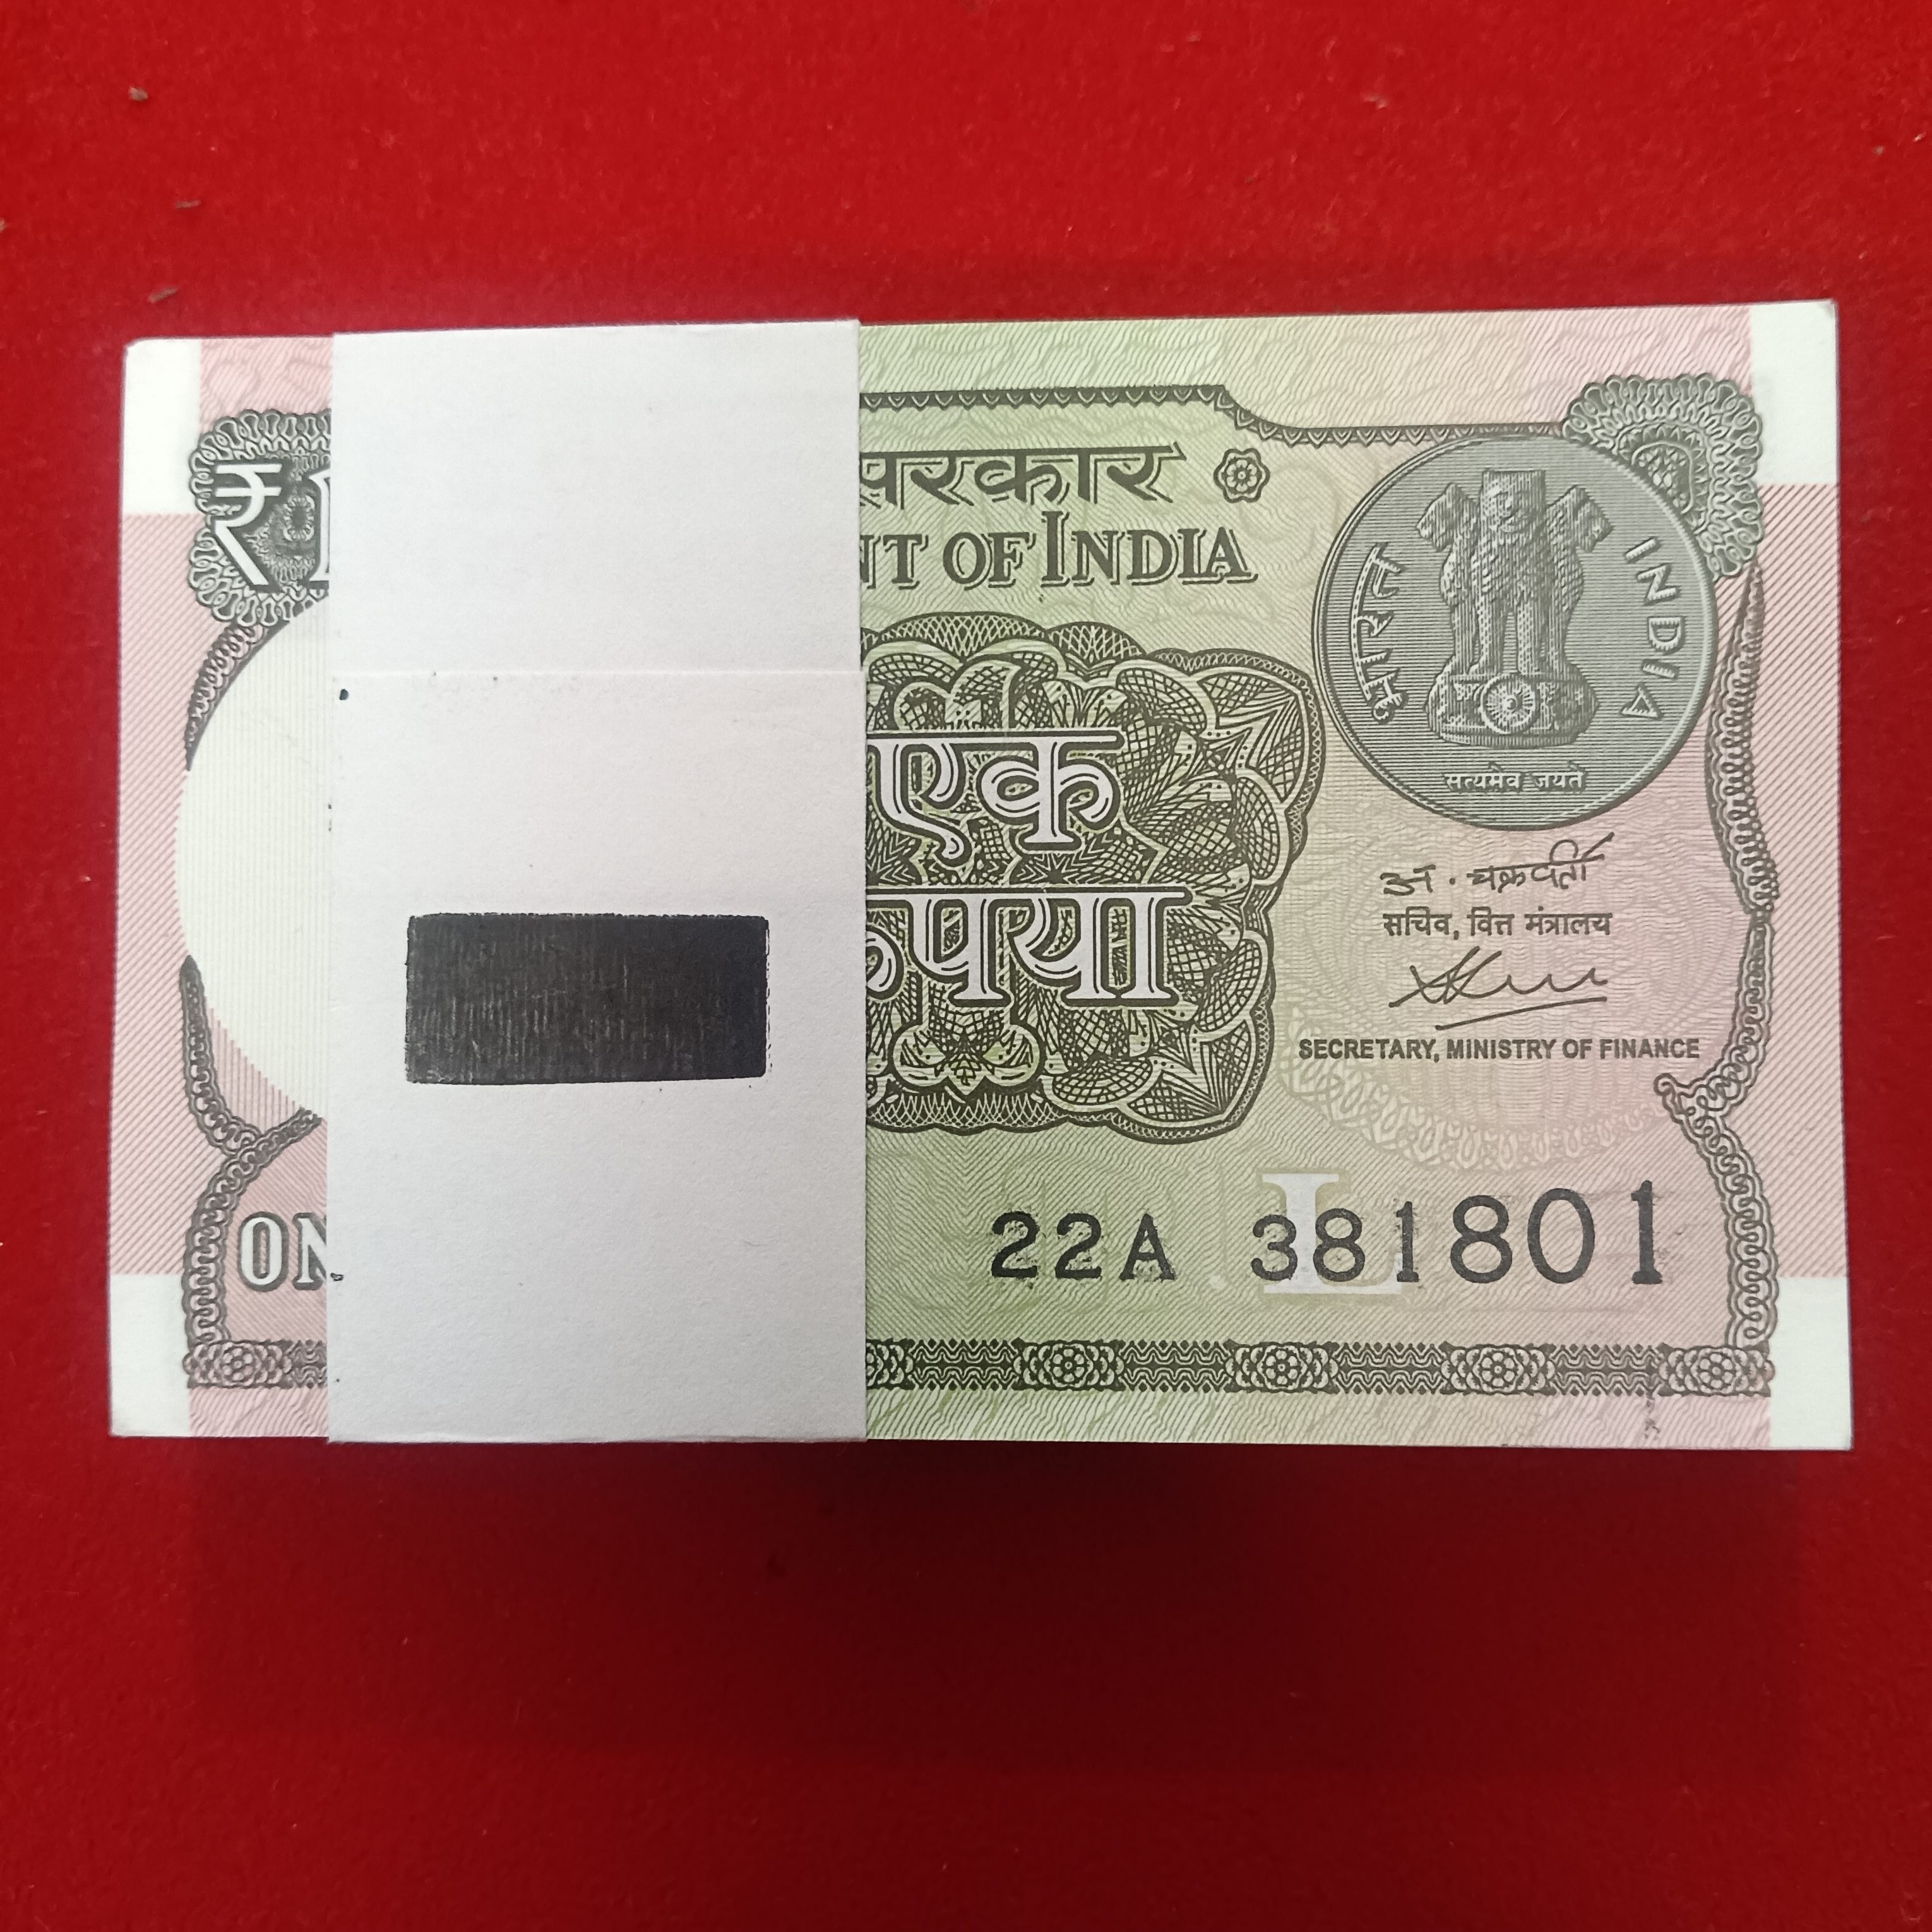 ₹
सरकार
NT OF INDIA
भारत
INDIA
सत्यमेव जयते
एक
रुपया
अ. चक्रवर्ती
सचिव, वित्त मंत्रालय
SECRETARY, MINISTRY OF FINANCE
L
ON
22A 381801